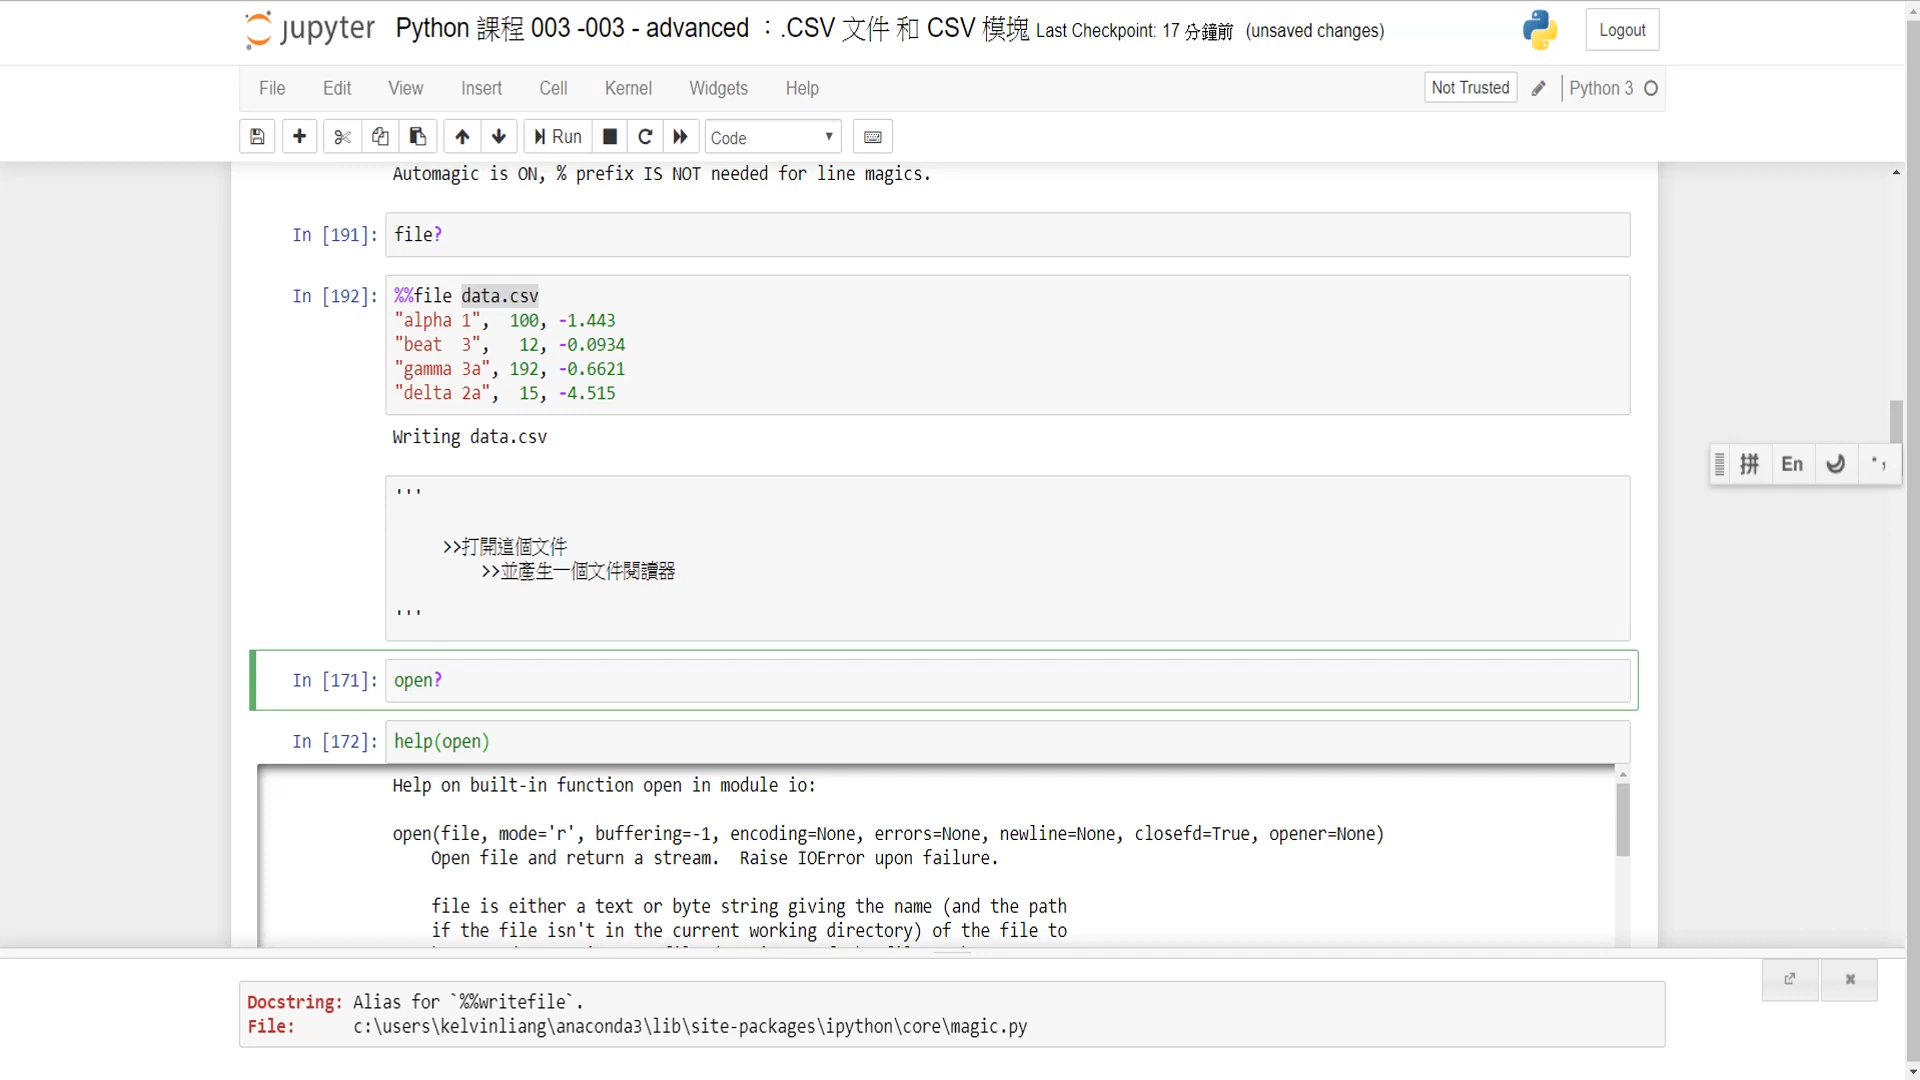 jupyter Python 課程 003 -003 - advanced ：.CSV 文件 和 CSV 模塊 Last Checkpoint: 17 分鐘前 (unsaved changes) Logout
File Edit View Insert Cell Kernel Widgets Help Not Trusted Python 3
Run Code
Automagic is ON, % prefix IS NOT needed for line magics.
In [191]: file?
In [192]: %%file data.csv
"alpha 1",  100, -1.443
"beat  3",   12, -0.0934
"gamma 3a", 192, -0.6621
"delta 2a",  15, -4.515
Writing data.csv
'''
>>打開這個文件
>>並產生一個文件閱讀器
'''
拼 En
In [171]: open?
In [172]: help(open)
Help on built-in function open in module io:
open(file, mode='r', buffering=-1, encoding=None, errors=None, newline=None, closefd=True, opener=None)
Open file and return a stream.  Raise IOError upon failure.
file is either a text or byte string giving the name (and the path
if the file isn't in the current working directory) of the file to
Docstring: Alias for `%%writefile`.
File:      c:\users\kelvinliang\anaconda3\lib\site-packages\ipython\core\magic.py